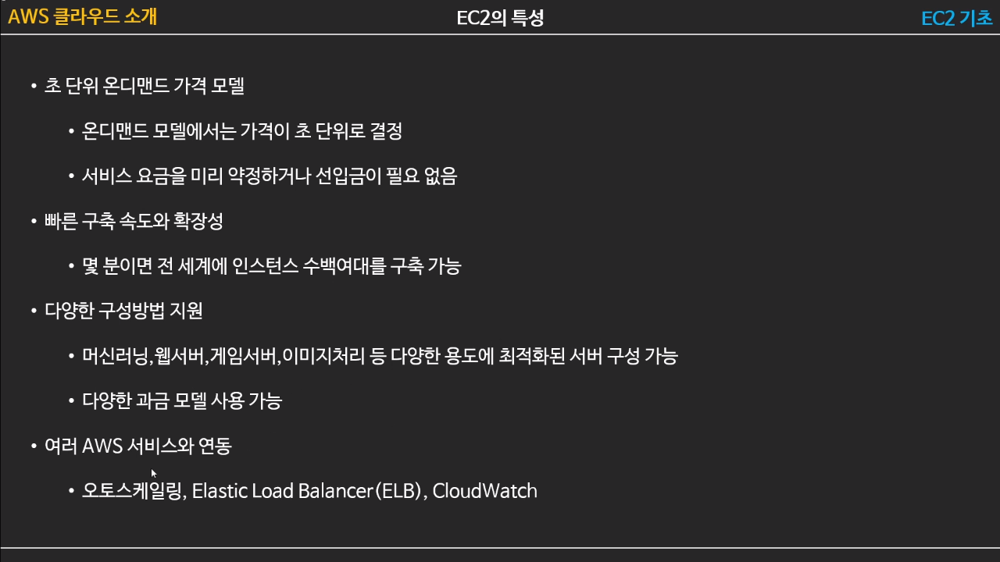 AWS 클라우드 소개
EC2의 특성
EC2 기초
• 초 단위 온디맨드 가격 모델
• 온디맨드 모델에서는 가격이 초 단위로 결정
• 서비스 요금을 미리 약정하거나 선입금이 필요 없음
• 빠른 구축 속도와 확장성
• 몇 분이면 전 세계에 인스턴스 수백여대를 구축 가능
• 다양한 구성방법 지원
• 머신러닝,웹서버,게임서버,이미지처리 등 다양한 용도에 최적화된 서버 구성 가능
• 다양한 과금 모델 사용 가능
• 여러 AWS 서비스와 연동
• 오토스케일링, Elastic Load Balancer(ELB), CloudWatch